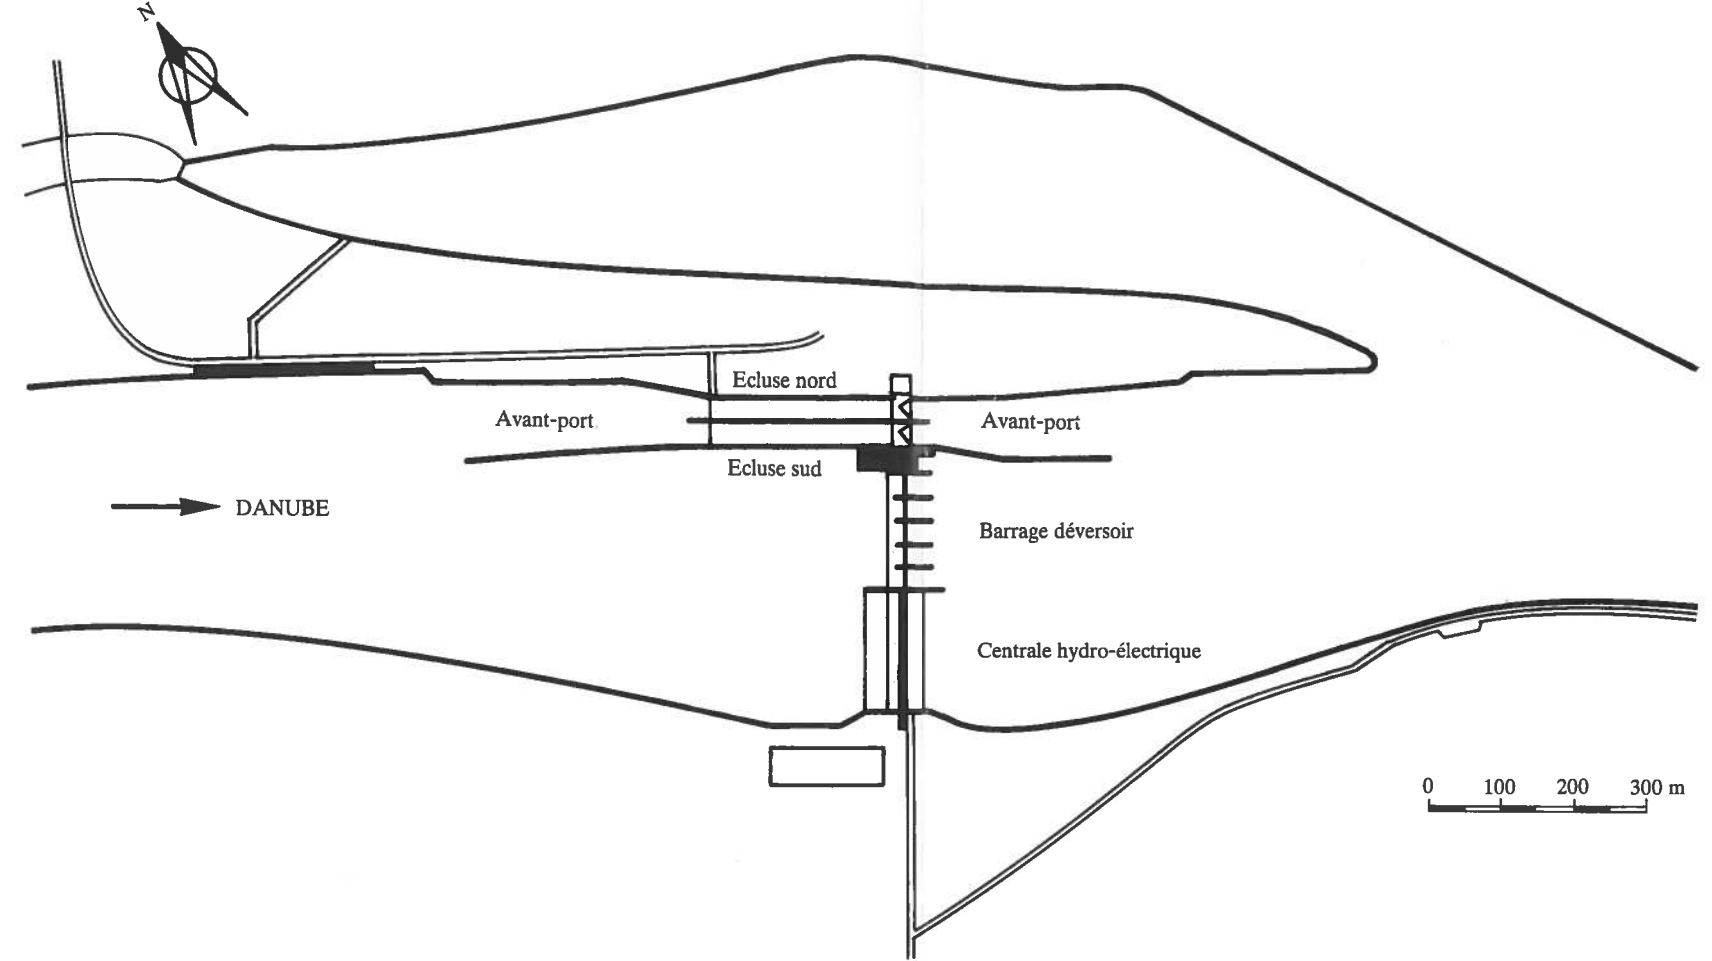 N
Ecluse nord
Avant-port
Avant-port
Ecluse sud
DANUBE
Barrage déversoir
Centrale hydro-électrique
0 100 200 300 m